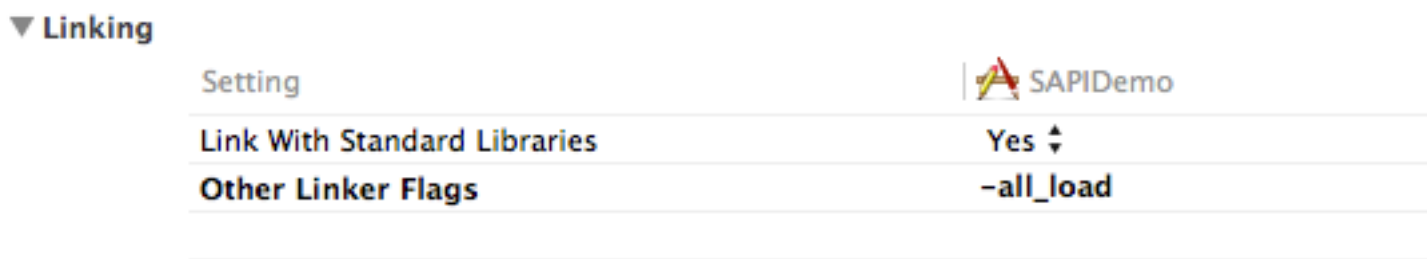 Linking
Setting SAPIDemo
Link With Standard Libraries Yes
Other Linker Flags -all_load